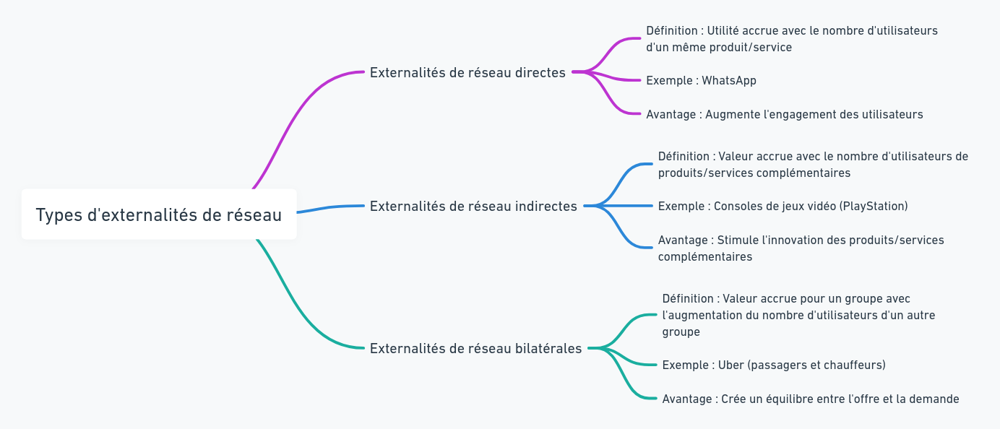 Types d'externalités de réseau
Externalités de réseau directes
Définition : Utilité accrue avec le nombre d'utilisateurs
d'un même produit/service
Exemple : WhatsApp
Avantage : Augmente l'engagement des utilisateurs
Externalités de réseau indirectes
Définition : Valeur accrue avec le nombre d'utilisateurs de
produits/services complémentaires
Exemple : Consoles de jeux vidéo (PlayStation)
Avantage : Stimule l'innovation des produits/services
complémentaires
Externalités de réseau bilatérales
Définition : Valeur accrue pour un groupe avec
l'augmentation du nombre d'utilisateurs d'un autre
groupe
Exemple : Uber (passagers et chauffeurs)
Avantage : Crée un équilibre entre l'offre et la demande